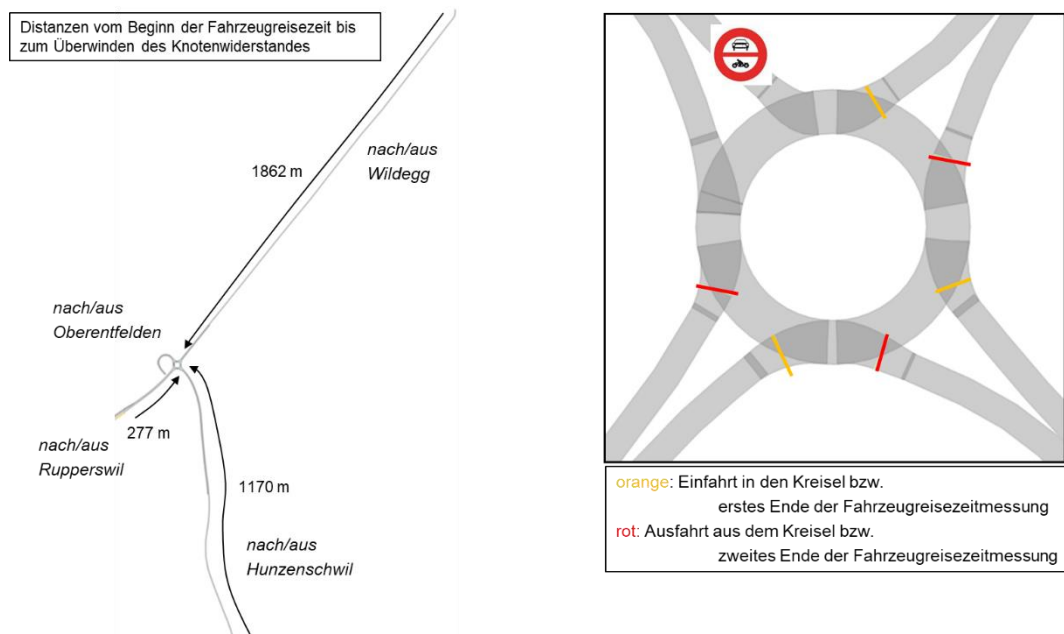 Distanzen vom Beginn der Fahrzeugreisezeit bis
zum Überwinden des Knotenwiderstandes
nach/aus
Wildegg
1862 m
nach/aus
Oberentfelden
277 m
nach/aus
Rupperswil
1170 m
nach/aus
Hunzenschwil
orange: Einfahrt in den Kreisel bzw.
erstes Ende der Fahrzeugreisezeitmessung
rot: Ausfahrt aus dem Kreisel bzw.
zweites Ende der Fahrzeugreisezeitmessung